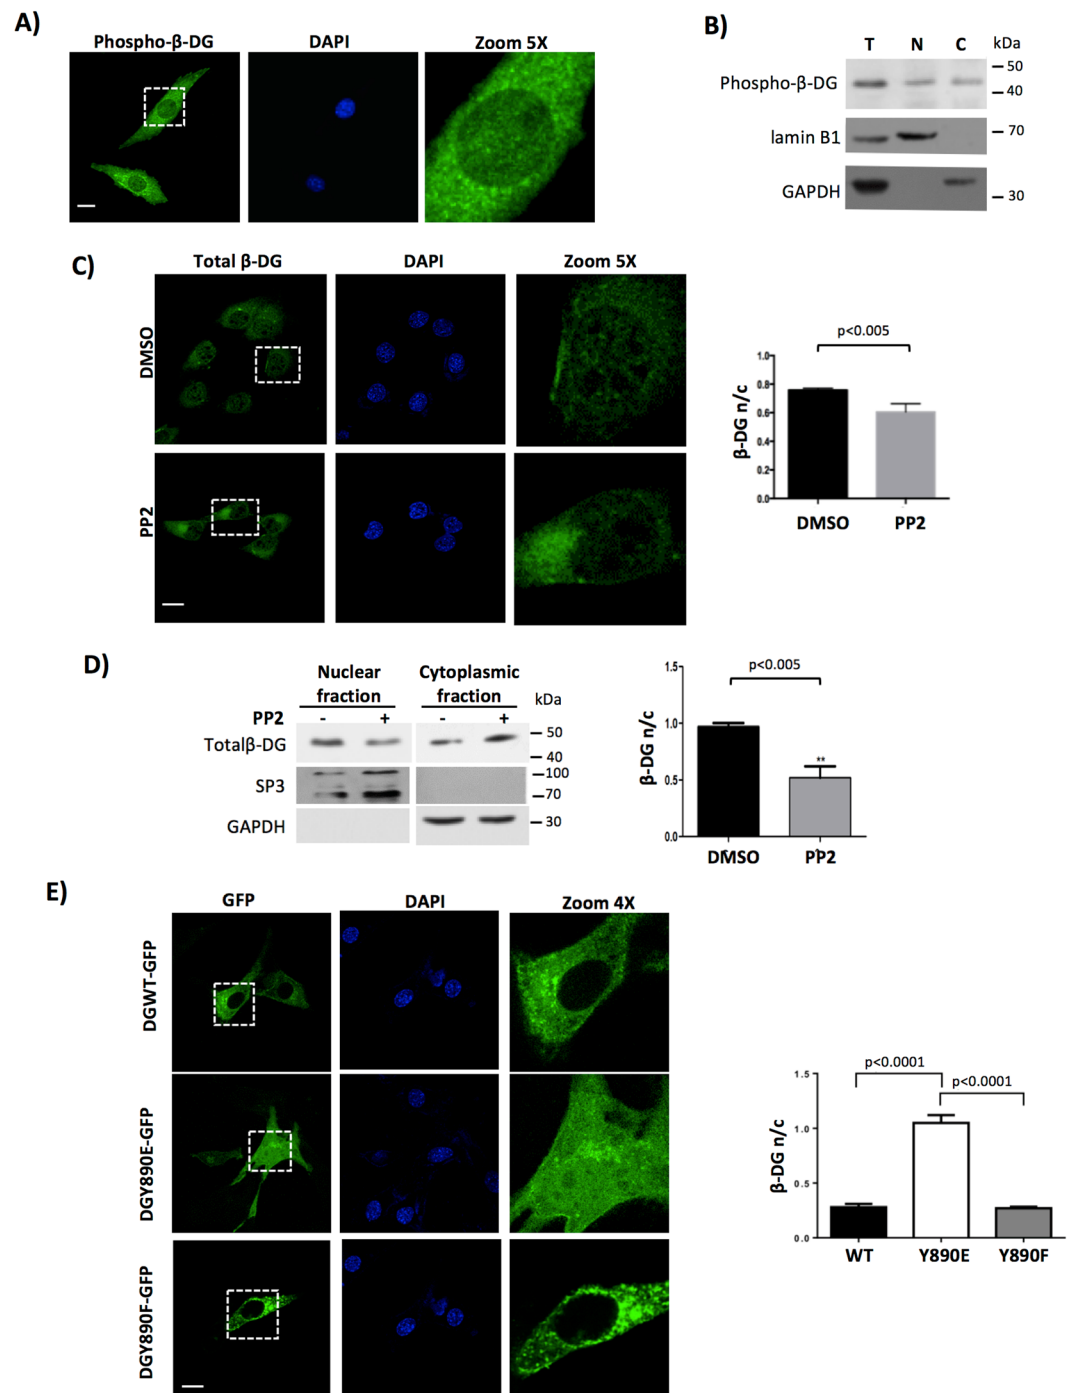 A)
Phospho-β-DG DAPI Zoom 5X
B)
T N C kDa
Phospho-β-DG
50
40
lamin B1
70
GAPDH
30
C)
Total β-DG DAPI Zoom 5X
DMSO
PP2
p<0.005
β-DG n/c
1.0
0.8
0.6
0.4
0.2
0.0
DMSO PP2
D)
Nuclear fraction
Cytoplasmic fraction
kDa
PP2 - + - +
Totalβ-DG
50
40
SP3
100
70
GAPDH
30
p<0.005
β-DG n/c
1.5
1.0
0.5
0.0
**
DMSO PP2
E)
GFP DAPI Zoom 4X
DGWT-GFP
DGY890E-GFP
DGY890F-GFP
p<0.0001
p<0.0001
β-DG n/c
1.5
1.0
0.5
0.0
WT Y890E Y890F